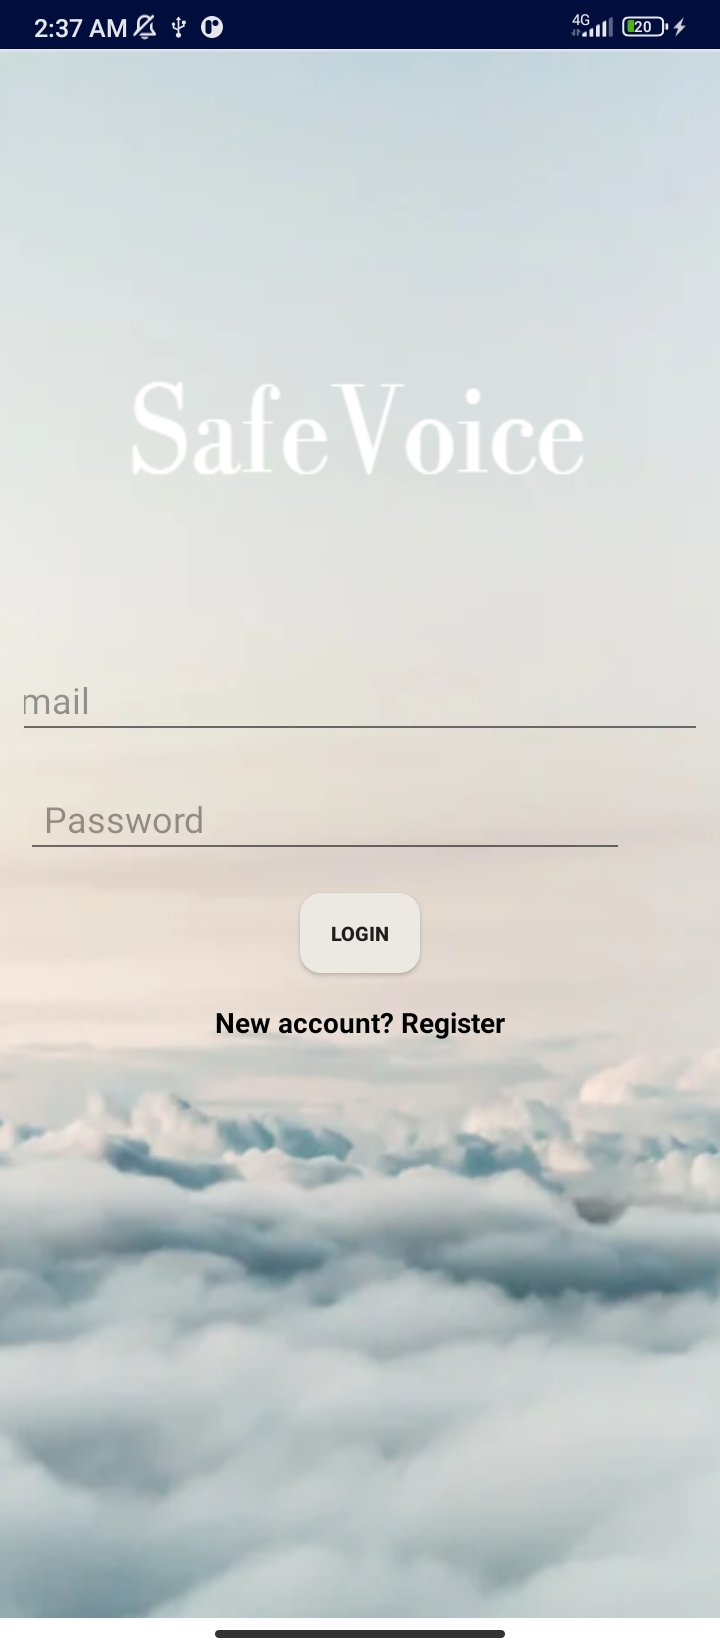 2:37 AM
4G
20
SafeVoice
mail
Password
LOGIN
New account? Register